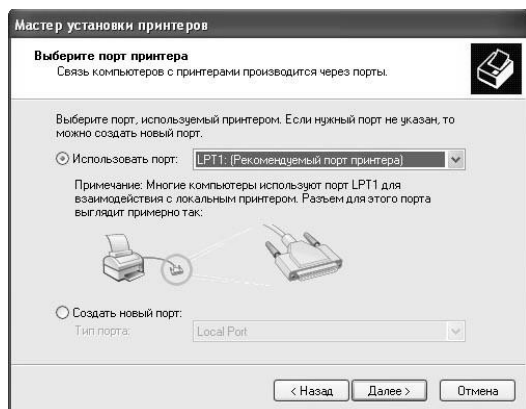 Мастер установки принтеров
Выберите порт принтера
Связь компьютеров с принтерами производится через порты.
Выберите порт, используемый принтером. Если нужный порт не указан, то
можно создать новый порт.
Использовать порт: LPT1: (Рекомендуемый порт принтера)
Примечание: Многие компьютеры используют порт LPT1 для
взаимодействия с локальным принтером. Разъем для этого порта
выглядит примерно так:
Создать новый порт:
Тип порта: Local Port
< Назад Далее > Отмена